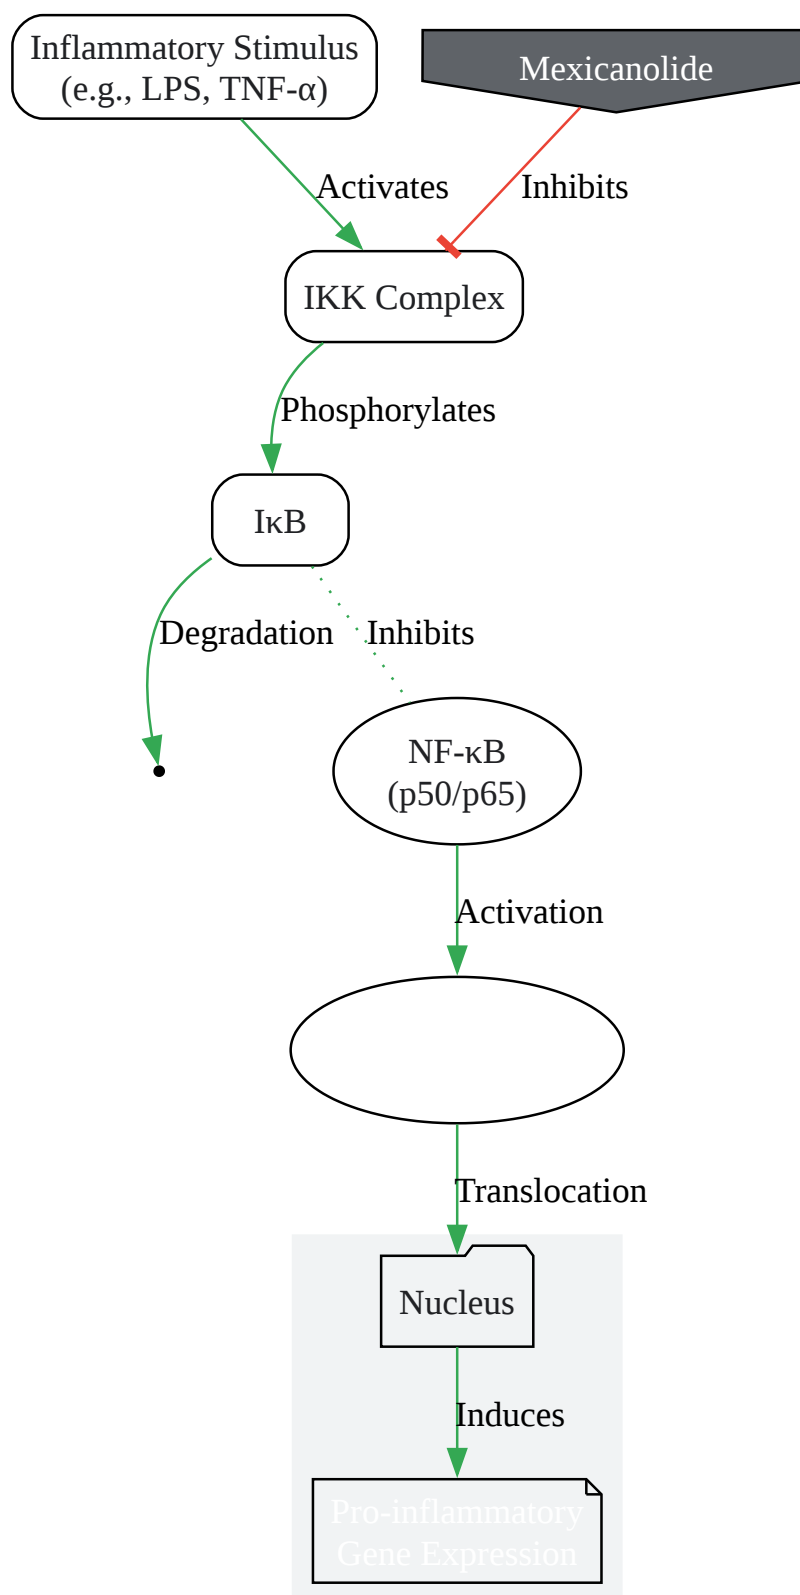 Inflammatory Stimulus
(e.g., LPS, TNF-α)
Mexicanolide
Activates
Inhibits
IKK Complex
Phosphorylates
IκB
Degradation
Inhibits
NF-κB
(p50/p65)
Activation
Translocation
Nucleus
Induces
Pro-inflammatory
Gene Expression